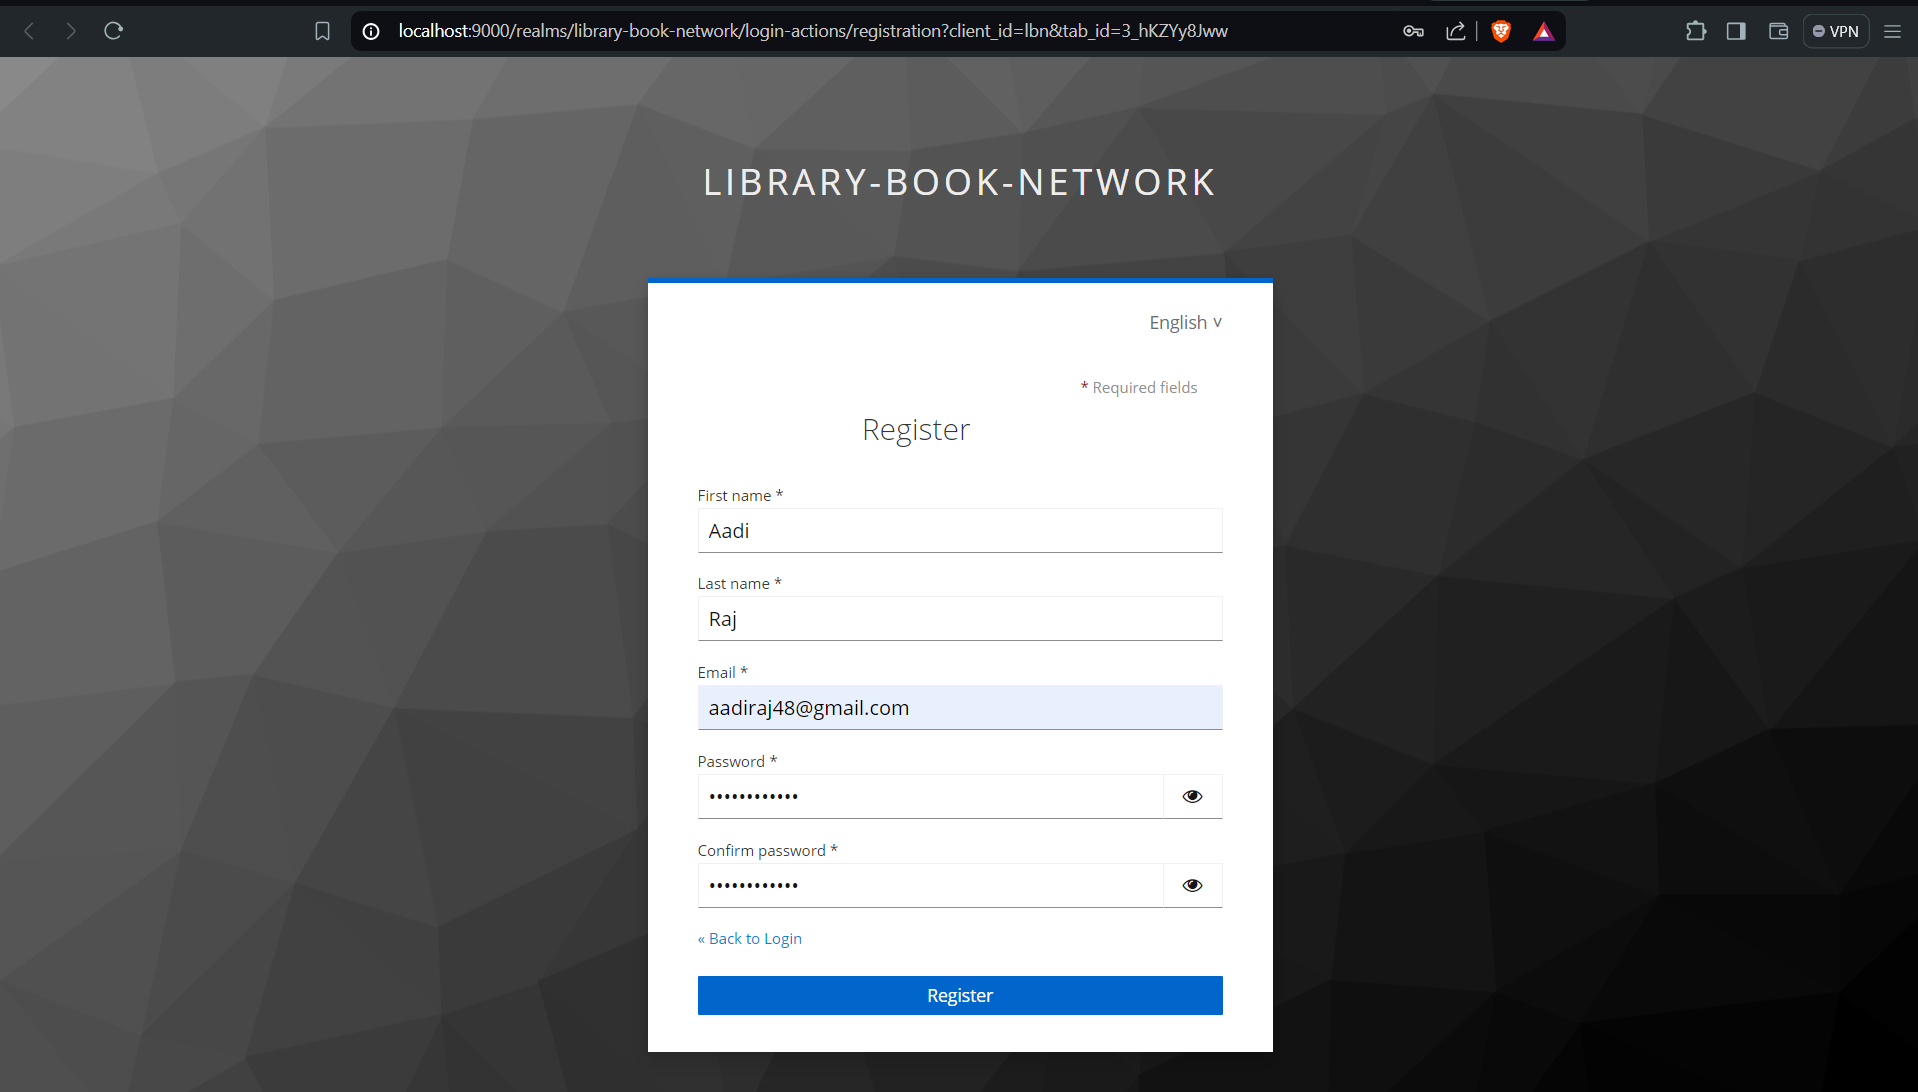 localhost:9000/realms/library-book-network/login-actions/registration?client_id=lbn&tab_id=3_hKZYy8Jww
VPN
LIBRARY-BOOK-NETWORK
English v
* Required fields
Register
First name *
Aadi
Last name *
Raj
Email *
aadiraj48@gmail.com
Password *
••••••••••••
Confirm password *
••••••••••••
« Back to Login
Register